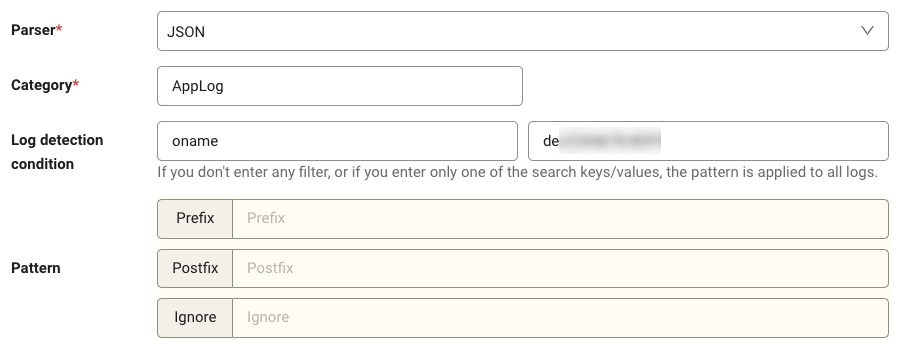 Parser*
JSON
Category*
AppLog
Log detection condition
oname
de
If you don't enter any filter, or if you enter only one of the search keys/values, the pattern is applied to all logs.
Pattern
Prefix Prefix
Postfix Postfix
Ignore Ignore